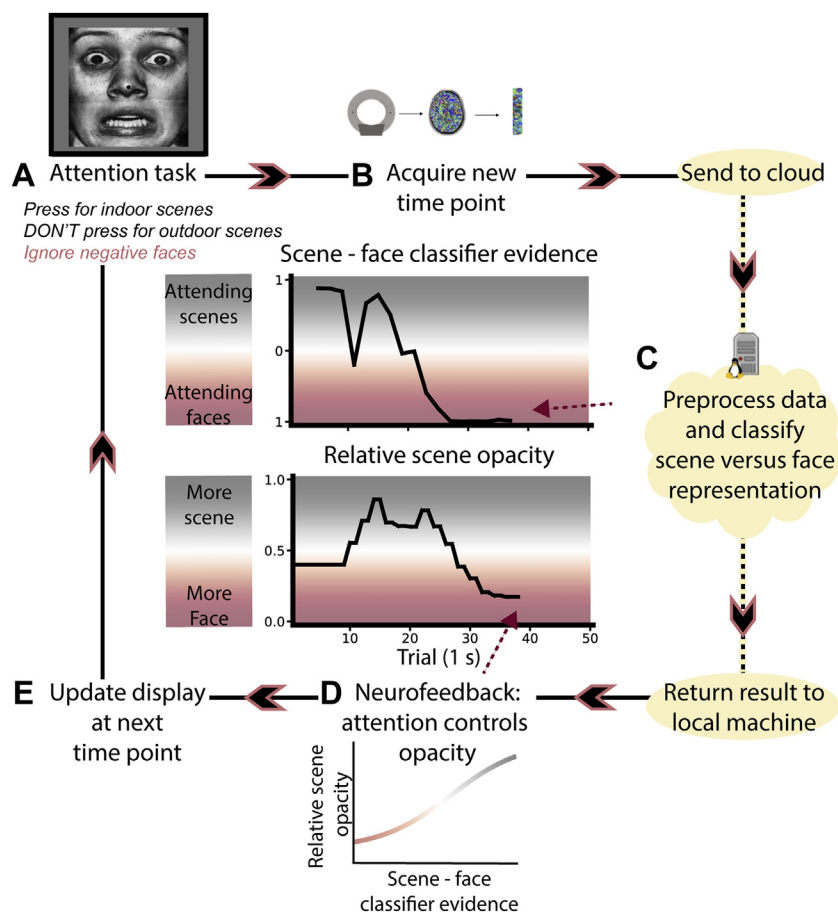 A Attention task
B Acquire new
time point
Send to cloud
Press for indoor scenes
DON'T press for outdoor scenes
Ignore negative faces
Scene - face classifier evidence
1
Attending
scenes
0
Attending
faces
1
C
Preprocess data
and classify
scene versus face
representation
Relative scene opacity
1.0
More
scene
0.5
More
Face
0.0
10 20 30 40 50
Trial (1 s)
E Update display
at next
time point
D Neurofeedback:
attention controls
opacity
Return result to
local machine
Relative scene
opacity
Scene - face
classifier evidence